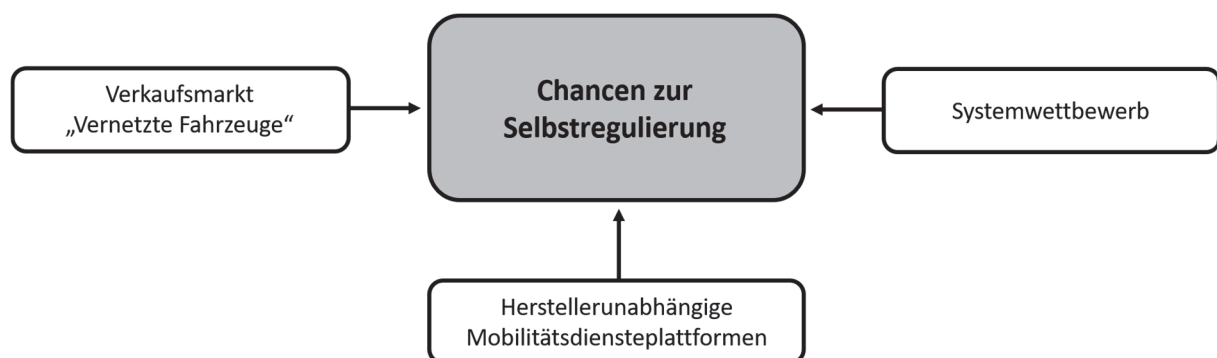 Verkaufsmarkt
„Vernetzte Fahrzeuge“
Chancen zur
Selbstregulierung
Systemwettbewerb
Herstellerunabhängige
Mobilitätsdiensteplattformen